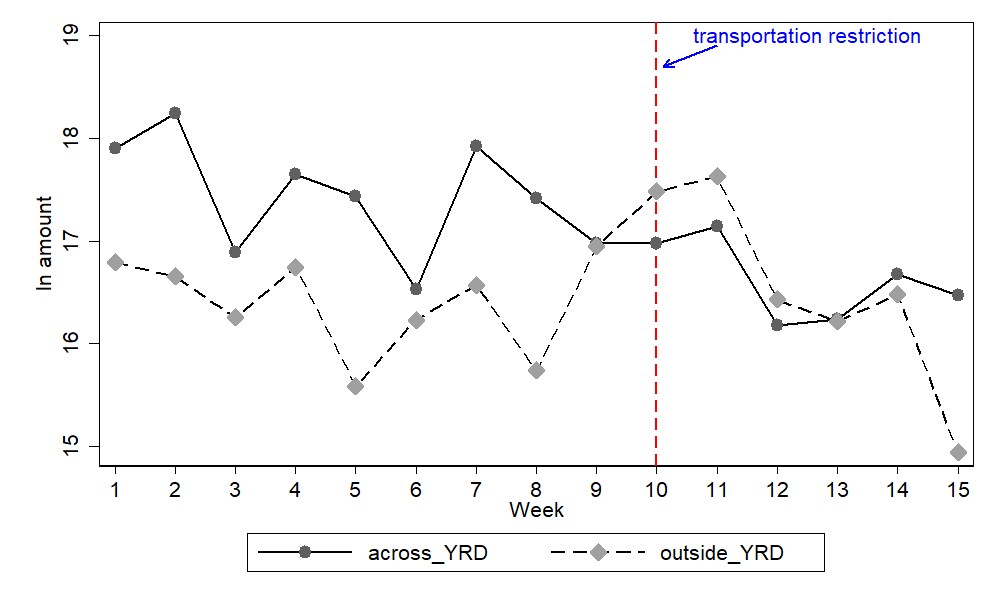 transportation restriction
19
18
17
16
15
ln amount
1 2 3 4 5 6 7 8 9 10 11 12 13 14 15
Week
across_YRD outside_YRD